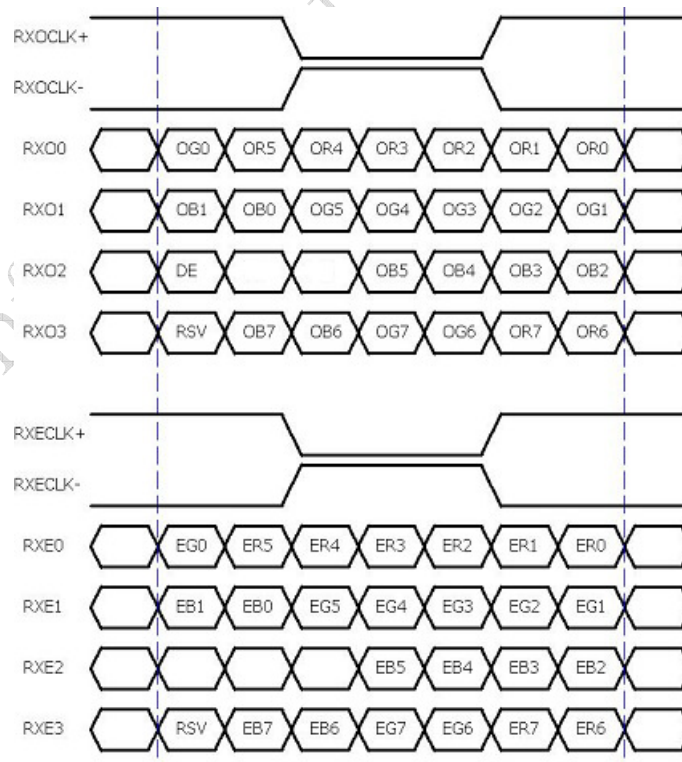 RXOCLK+
RXOCLK-
RXO0 OG0 OR5 OR4 OR3 OR2 OR1 OR0
RXO1 OB1 OB0 OG5 OG4 OG3 OG2 OG1
RXO2 DE OB5 OB4 OB3 OB2
RXO3 RSV OB7 OB6 OG7 OG6 OR7 OR6
RXECLK+
RXECLK-
RXE0 EG0 ER5 ER4 ER3 ER2 ER1 ER0
RXE1 EB1 EB0 EG5 EG4 EG3 EG2 EG1
RXE2 EB5 EB4 EB3 EB2
RXE3 RSV EB7 EB6 EG7 EG6 ER7 ER6